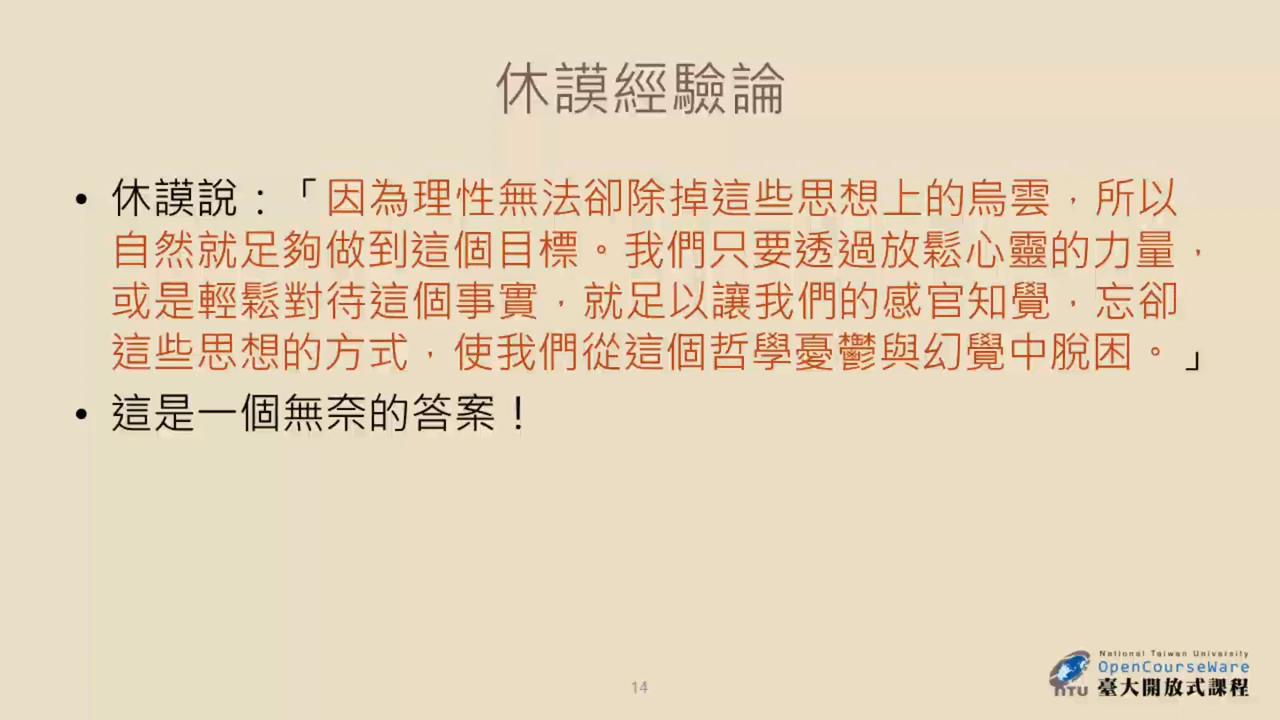 休謨經驗論
• 休謨說：「因為理性無法卻除掉這些思想上的烏雲，所以
自然就足夠做到這個目標。我們只要透過放鬆心靈的力量，
或是輕鬆對待這個事實，就足以讓我們的感官知覺，忘卻
這些思想的方式，使我們從這個哲學憂鬱與幻覺中脫困。」
• 這是一個無奈的答案！
14
National Taiwan University
OpenCourseWare
NTU 臺大開放式課程